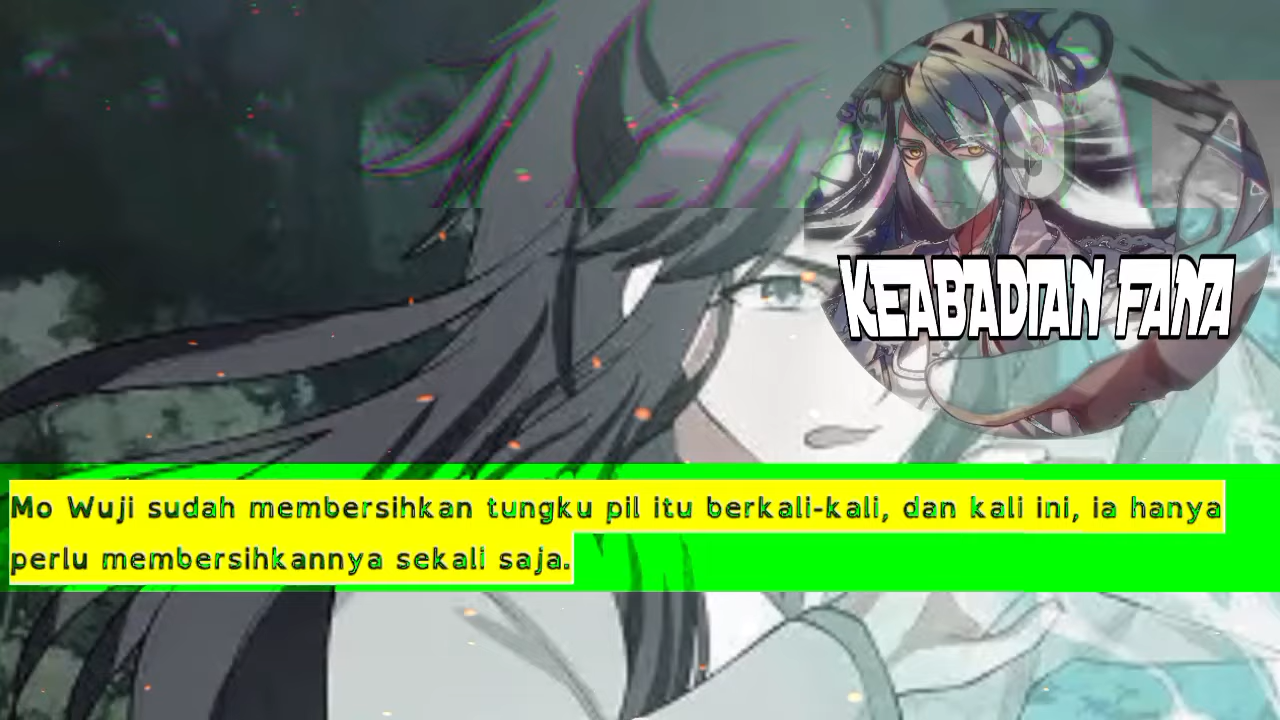 9
KEABADIAN FANA
Mo Wuji sudah membersihkan tungku pil itu berkali-kali, dan kali ini, ia hanya
perlu membersihkannya sekali saja.